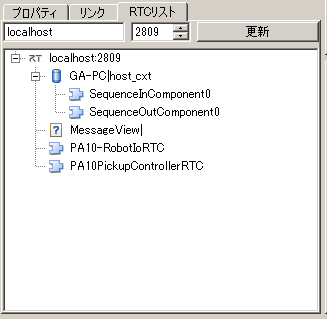 プロパティ リンク RTCリスト
localhost 2809 更新
RT localhost:2809
GA-PC|host_cxt
SequenceInComponent0
SequenceOutComponent0
? MessageView|
PA10-RobotIoRTC
PA10PickupControllerRTC